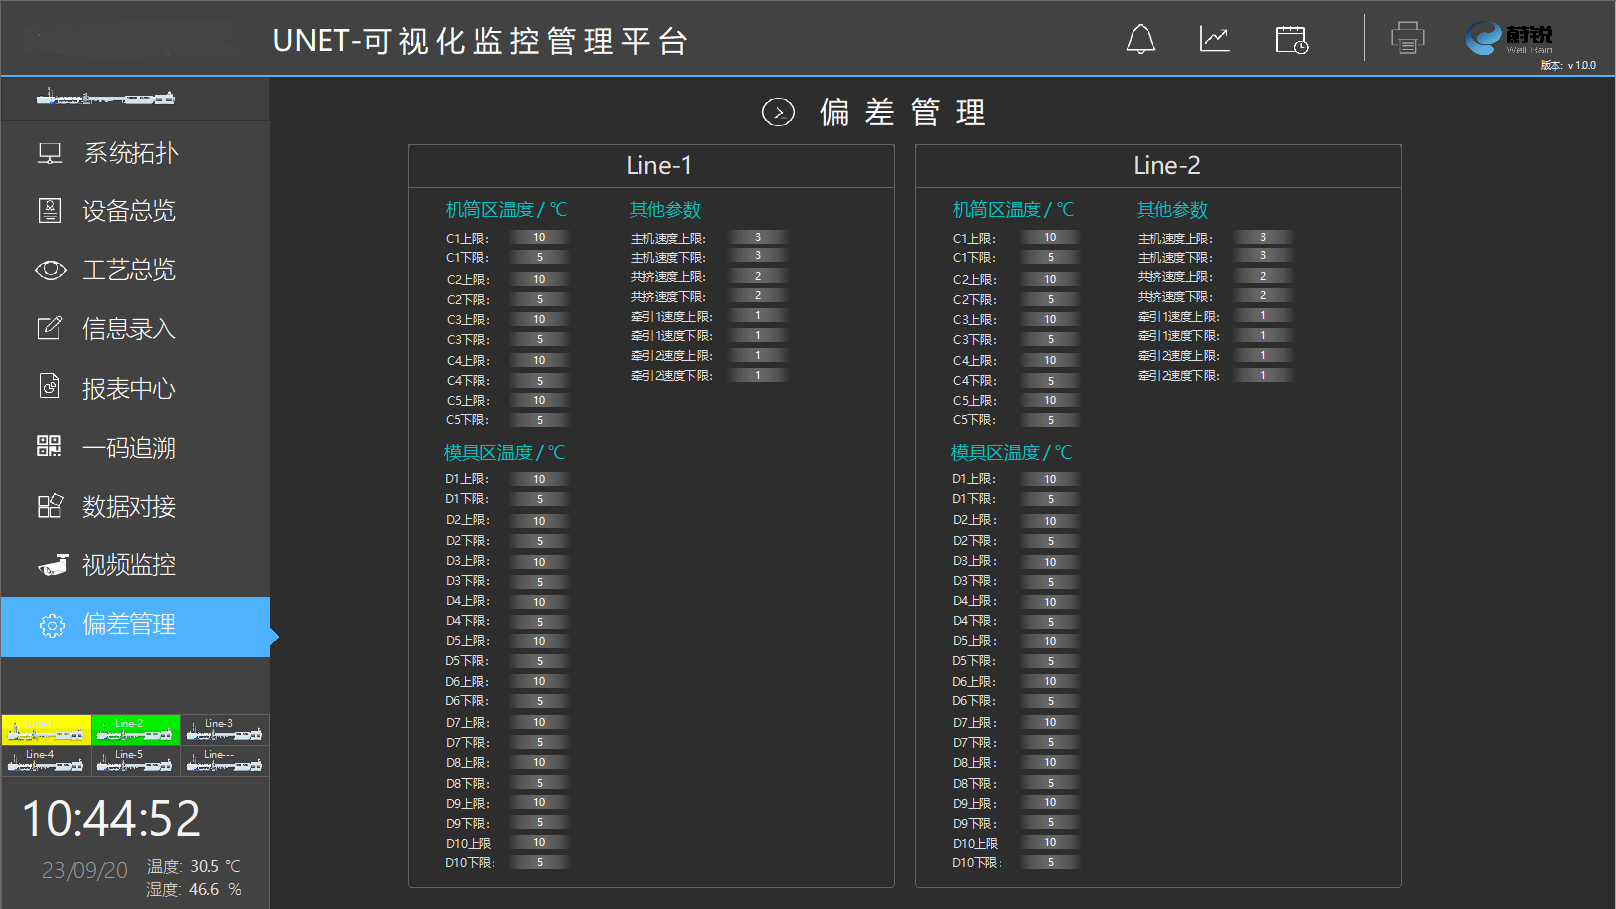 UNET-可视化监控管理平台
蔚锐
Well Rain
版本: v 1.0.0
系统拓扑
设备总览
工艺总览
信息录入
报表中心
一码追溯
数据对接
视频监控
偏差管理
Line-1
Line-2
Line-3
Line-4
Line-5
Line---
10:44:52
23/09/20
温度: 30.5 ℃
湿度: 46.6 %
偏差管理
Line-1
机筒区温度 / ℃
C1上限: 10
C1下限: 5
C2上限: 10
C2下限: 5
C3上限: 10
C3下限: 5
C4上限: 10
C4下限: 5
C5上限: 10
C5下限: 5
模具区温度 / ℃
D1上限: 10
D1下限: 5
D2上限: 10
D2下限: 5
D3上限: 10
D3下限: 5
D4上限: 10
D4下限: 5
D5上限: 10
D5下限: 5
D6上限: 10
D6下限: 5
D7上限: 10
D7下限: 5
D8上限: 10
D8下限: 5
D9上限: 10
D9下限: 5
D10上限 10
D10下限: 5
其他参数
主机速度上限: 3
主机速度下限: 3
共挤速度上限: 2
共挤速度下限: 2
牵引1速度上限: 1
牵引1速度下限: 1
牵引2速度上限: 1
牵引2速度下限: 1
Line-2
机筒区温度 / ℃
C1上限: 10
C1下限: 5
C2上限: 10
C2下限: 5
C3上限: 10
C3下限: 5
C4上限: 10
C4下限: 5
C5上限: 10
C5下限: 5
模具区温度 / ℃
D1上限: 10
D1下限: 5
D2上限: 10
D2下限: 5
D3上限: 10
D3下限: 5
D4上限: 10
D4下限: 5
D5上限: 10
D5下限: 5
D6上限: 10
D6下限: 5
D7上限: 10
D7下限: 5
D8上限: 10
D8下限: 5
D9上限: 10
D9下限: 5
D10上限 10
D10下限: 5
其他参数
主机速度上限: 3
主机速度下限: 3
共挤速度上限: 2
共挤速度下限: 2
牵引1速度上限: 1
牵引1速度下限: 1
牵引2速度上限: 1
牵引2速度下限: 1